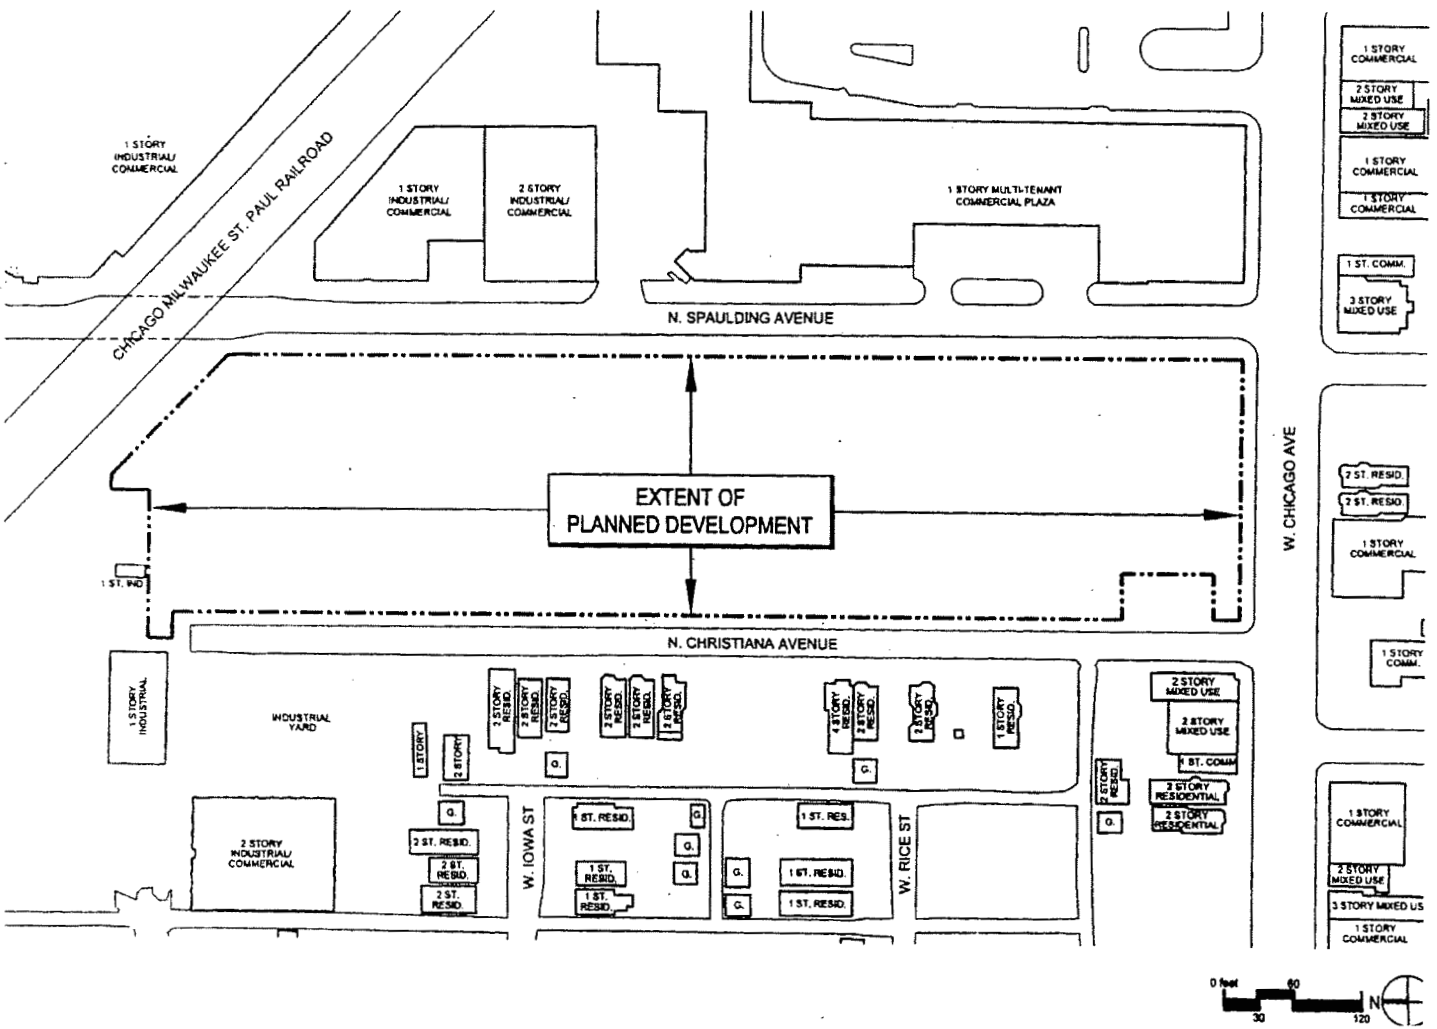 1 STORY
INDUSTRIAL/
COMMERCIAL
CHICAGO MILWAUKEE ST. PAUL RAILROAD
1 STORY
INDUSTRIAL/
COMMERCIAL
2 STORY
INDUSTRIAL/
COMMERCIAL
1 STORY MULTI-TENANT
COMMERCIAL PLAZA
1 STORY
COMMERCIAL
2 STORY
MIXED USE
2 STORY
MIXED USE
1 STORY
COMMERCIAL
1 STORY
COMMERCIAL
1 ST. COMM.
3 STORY
MIXED USE
N. SPAULDING AVENUE
EXTENT OF
PLANNED DEVELOPMENT
W. CHICAGO AVE
2 ST. RESID.
2 ST. RESID.
1 STORY
COMMERCIAL
1 ST. IND
N. CHRISTIANA AVENUE
1 STORY
COMM.
1 STORY
INDUSTRIAL
INDUSTRIAL
YARD
1 STORY
2 STORY
2 STORY
RESID.
2 STORY
RESID.
2 STORY
RESID.
G.
2 STORY
RESID.
2 STORY
RESID.
2 STORY
RESID.
4 STORY
RESID.
2 STORY
RESID.
G.
2 STORY
RESID.
1 STORY
RESID.
2 STORY
MIXED USE
2 STORY
MIXED USE
1 ST. COMM
2 STORY
RESID.
G.
2 STORY
RESIDENTIAL
2 STORY
RESIDENTIAL
2 STORY
INDUSTRIAL/
COMMERCIAL
G.
2 ST. RESID.
2 ST.
RESID.
2 ST.
RESID.
W. IOWA ST
1 ST. RESID.
G.
G.
G.
1 ST.
RESID.
1 ST.
RESID.
G.
G.
1 ST. RES.
1 ST. RESID.
1 ST. RESID.
W. RICE ST
1 STORY
COMMERCIAL
2 STORY
MIXED USE
3 STORY MIXED US
1 STORY
COMMERCIAL
0 feet
60
30
120
N